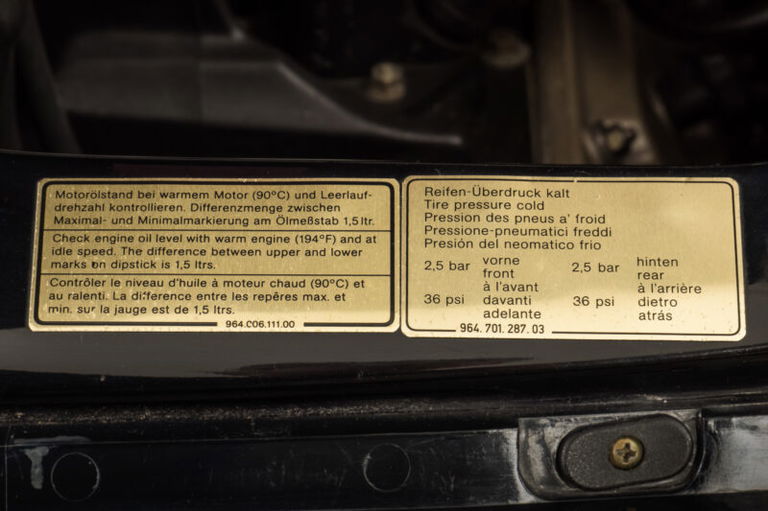 Motorölstand bei warmem Motor (90°C) und Leerlauf-
drehzahl kontrollieren. Differenzmenge zwischen
Maximal- und Minimalmarkierung am Ölmeßstab 1,5 ltr.
Check engine oil level with warm engine (194°F) and at
idle speed. The difference between upper and lower
marks on dipstick is 1,5 ltrs.
Contrôler le niveau d'huile à moteur chaud (90°C) et
au ralenti. La difference entre les repêres max. et
min. sur la jauge est de 1,5 ltrs.
964.006.111.00
Reifen-Überdruck kalt
Tire pressure cold
Pression des pneus a' froid
Pressione-pneumatici freddi
Presión del neomatico frio
2,5 bar vorne 2,5 bar hinten
front rear
à l'avant à l'arrière
36 psi davanti 36 psi dietro
adelante atrás
964.701.287.03